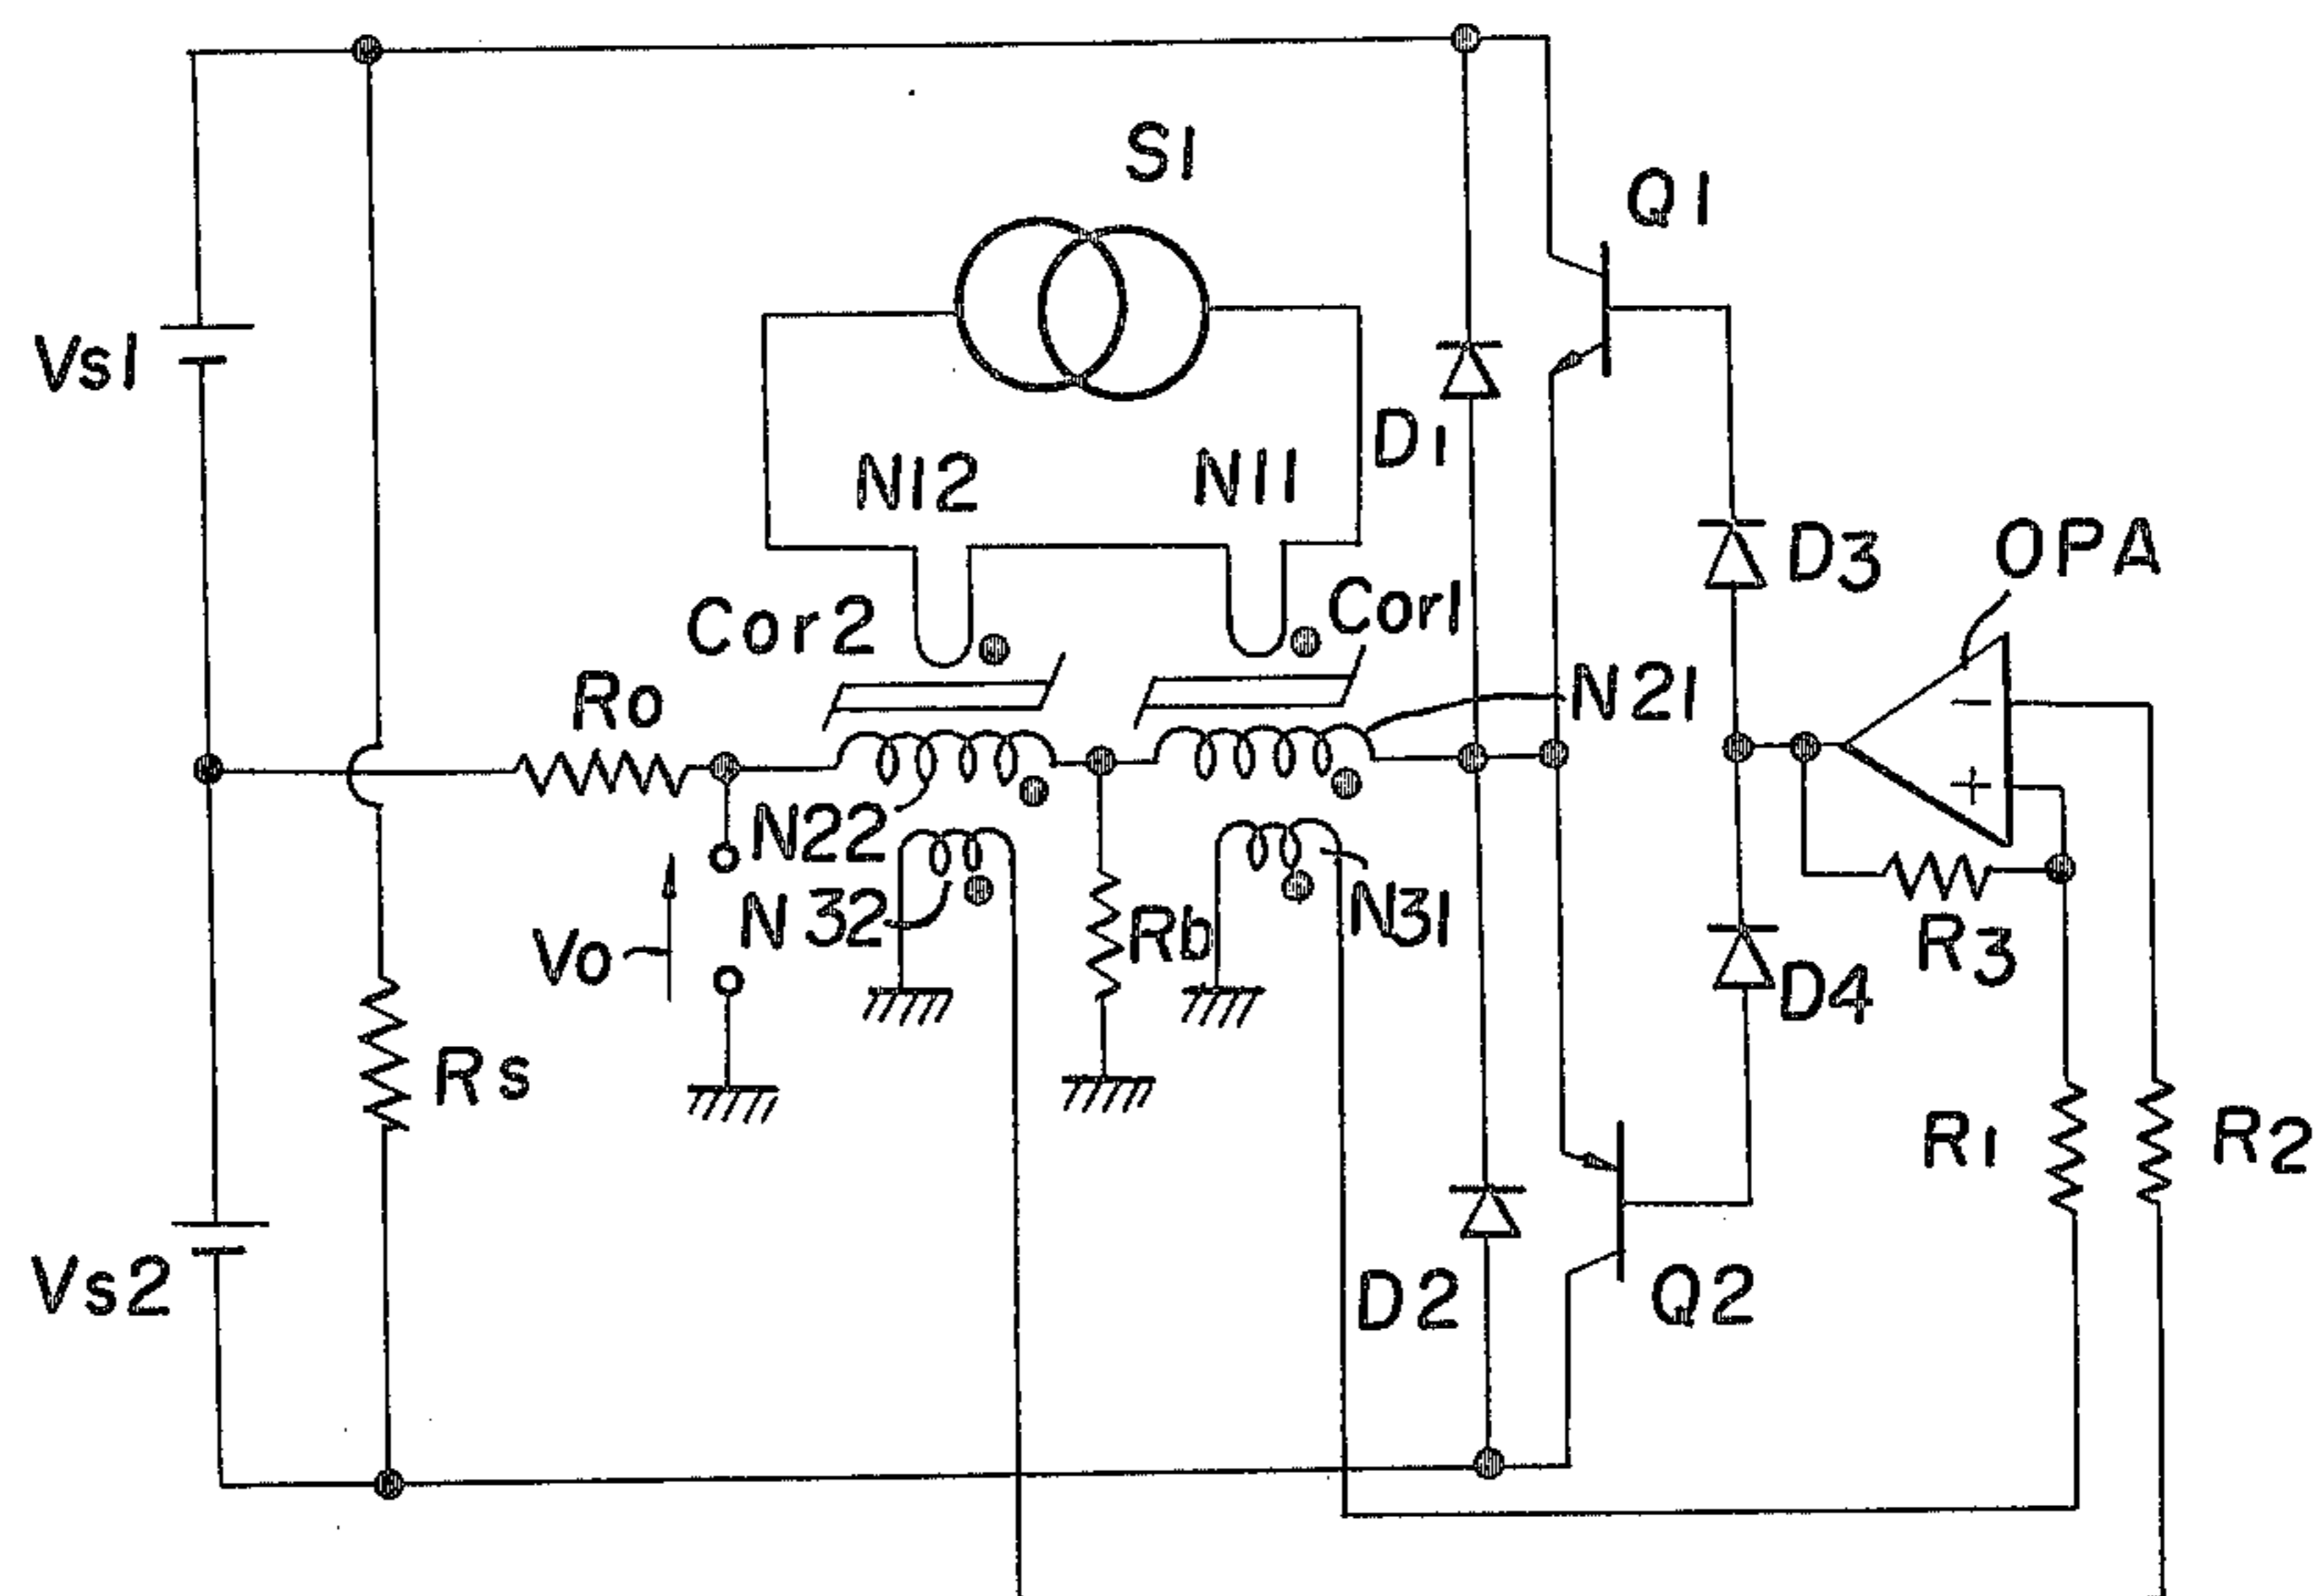 S1
Q1
Vs1
D1
N12
N11
D3
OPA
Cor2
Cor1
Ro
N21
−
+
N22
N32
Vo
Rb
N31
R3
D4
Rs
R1
R2
Vs2
D2
Q2